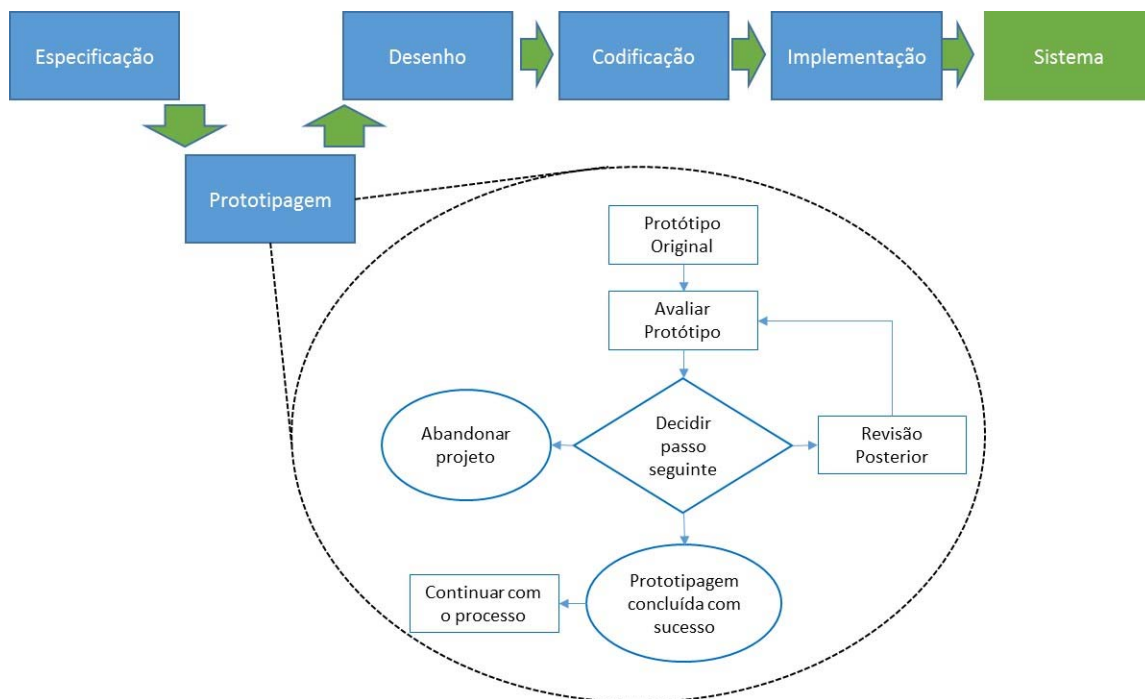 Especificação
Desenho
Codificação
Implementação
Sistema
Prototipagem
Protótipo
Original
Avaliar
Protótipo
Decidir
passo
seguinte
Abandonar
projeto
Revisão
Posterior
Prototipagem
concluída com
sucesso
Continuar com
o processo